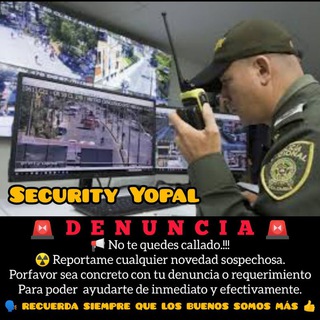 Security Yopal
🚨 DENUNCIA 🚨
📢 No te quedes callado.!!!
☢️ Reportame cualquier novedad sospechosa.
Porfavor sea concreto con tu denuncia o requerimiento
Para poder ayudarte de inmediato y efectivamente.
🗣️ RECUERDA SIEMPRE QUE LOS BUENOS SOMOS MÁS 👍